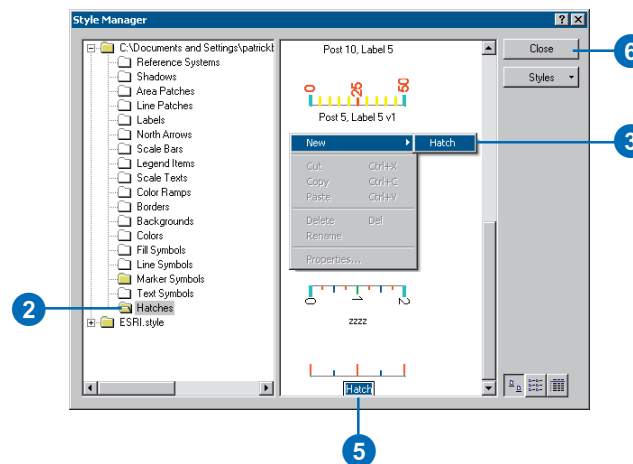 Style Manager
C:\Documents and Settings\patrickb
Reference Systems
Shadows
Area Patches
Line Patches
Labels
North Arrows
Scale Bars
Legend Items
Scale Texts
Color Ramps
Borders
Backgrounds
Colors
Fill Symbols
Line Symbols
Marker Symbols
Text Symbols
Hatches
ESRI.style
2
Post 10, Label 5
0 25 50
Post 5, Label 5 v1
New
Hatch
Cut Ctrl+X
Copy Ctrl+C
Paste Ctrl+V
Delete Del
Rename
Properties...
0 1 2
zzzz
Hatch
5
Close
6
Styles
3